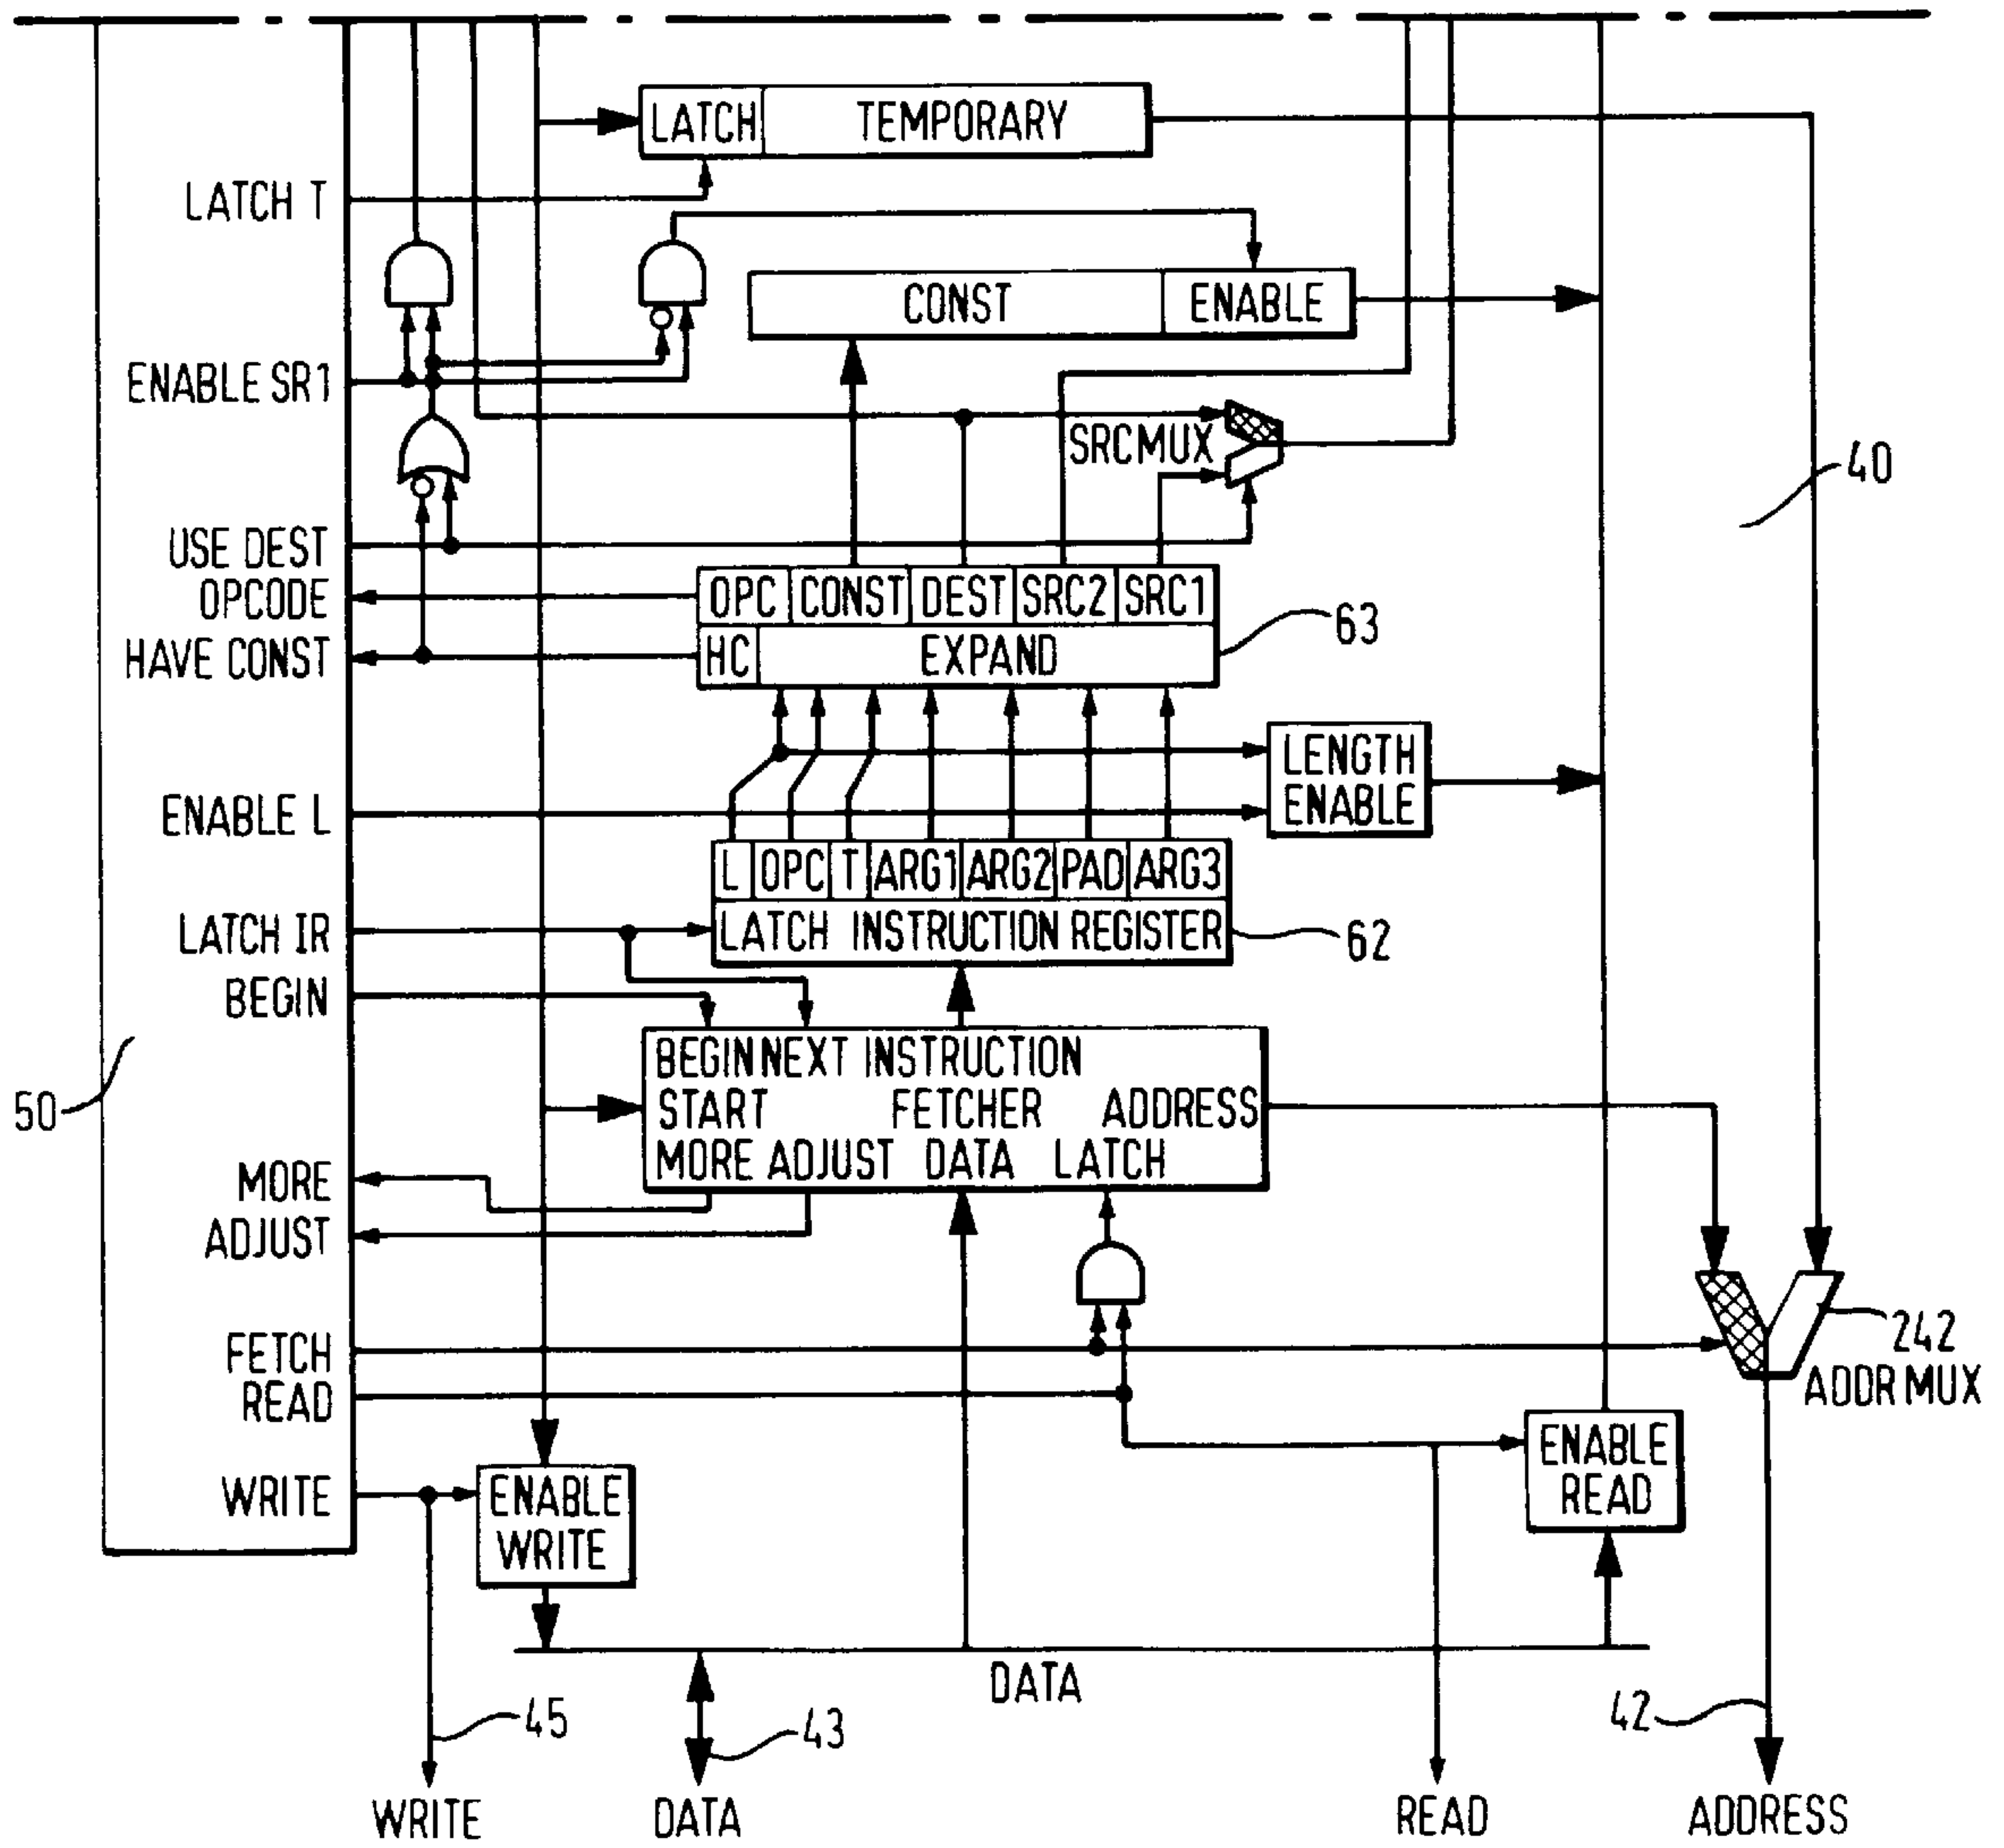 LATCH TEMPORARY
LATCH T
CONST ENABLE
ENABLE SR1
SRCMUX
40
USE DEST
OPC CONST DEST SRC2 SRC1
OPCODE
63
HAVE CONST
HC EXPAND
LENGTH
ENABLE
ENABLE L
L OPC T ARG1 ARG2 PAD ARG3
LATCH IR
LATCH INSTRUCTION REGISTER
62
BEGIN
BEGIN NEXT INSTRUCTION
50
START FETCHER ADDRESS
MORE ADJUST DATA LATCH
MORE
ADJUST
FETCH
242
READ
ADDR MUX
ENABLE
READ
WRITE
ENABLE
WRITE
DATA
45
43
42
WRITE
DATA
READ
ADDRESS